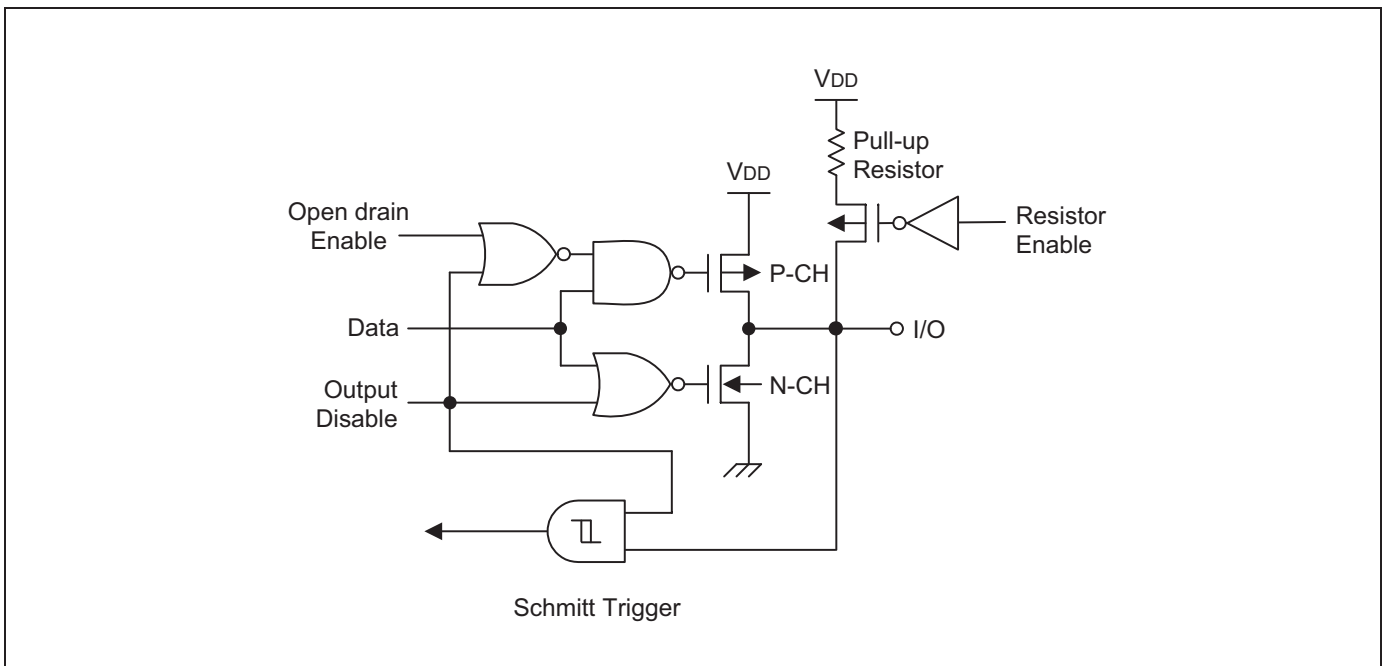 VDD
Pull-up
Resistor
VDD
Open drain
Enable
Resistor
Enable
P-CH
Data
I/O
Output
Disable
N-CH
Schmitt Trigger